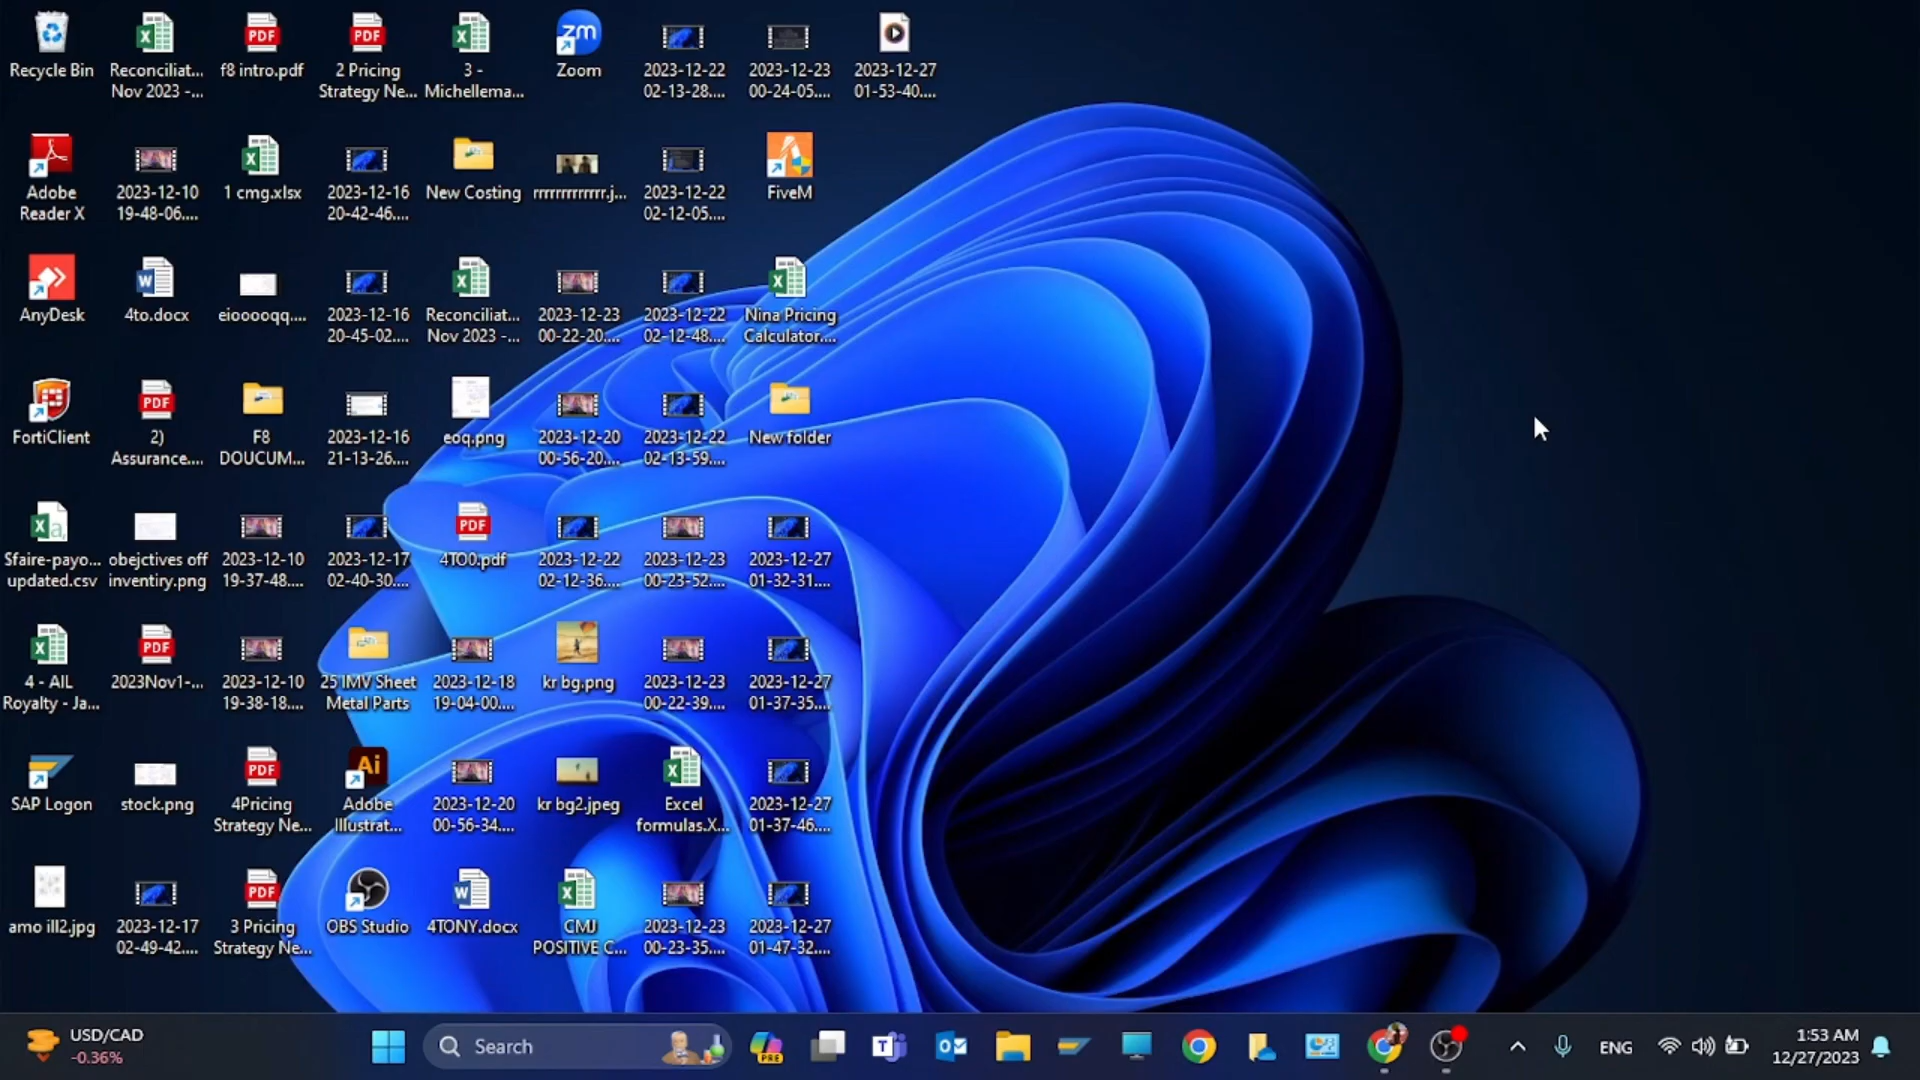 Recycle Bin
Reconciliat...
Nov 2023 -...
f8 intro.pdf
2 Pricing
Strategy Ne...
3 -
Michellema...
zm
Zoom
2023-12-22
02-13-28....
2023-12-23
00-24-05....
2023-12-27
01-53-40....
Adobe
Reader X
2023-12-10
19-48-06....
1 cmg.xlsx
2023-12-16
20-42-46....
New Costing
rrrrrrrrrrrr.j...
2023-12-22
02-12-05....
FiveM
AnyDesk
4to.docx
eiooooqq....
2023-12-16
20-45-02....
Reconciliat...
Nov 2023 -...
2023-12-23
00-22-20....
2023-12-22
02-12-48....
Nina Pricing
Calculator....
FortiClient
2)
Assurance....
F8
DOUCUM...
2023-12-16
21-13-26....
eoq.png
2023-12-20
00-56-20....
2023-12-22
02-13-59....
New folder
Sfaire-payo...
updated.csv
obejctives off
inventiry.png
2023-12-10
19-37-48....
2023-12-17
02-40-30....
4TO0.pdf
2023-12-22
02-12-36....
2023-12-23
00-23-52....
2023-12-27
01-32-31....
4 - AIL
Royalty - Ja...
2023Nov1-...
2023-12-10
19-38-18....
25 IMV Sheet
Metal Parts
2023-12-18
19-04-00....
kr bg.png
2023-12-23
00-22-39....
2023-12-27
01-37-35....
SAP Logon
stock.png
4Pricing
Strategy Ne...
Ai
Adobe
Illustrat...
2023-12-20
00-56-34....
kr bg2.jpeg
Excel
formulas.X...
2023-12-27
01-37-46....
amo ill2.jpg
2023-12-17
02-49-42....
3 Pricing
Strategy Ne...
OBS Studio
4TONY.docx
CMJ
POSITIVE C...
2023-12-23
00-23-35....
2023-12-27
01-47-32....
USD/CAD
-0.36%
Search
PRE
ENG
1:53 AM
12/27/2023